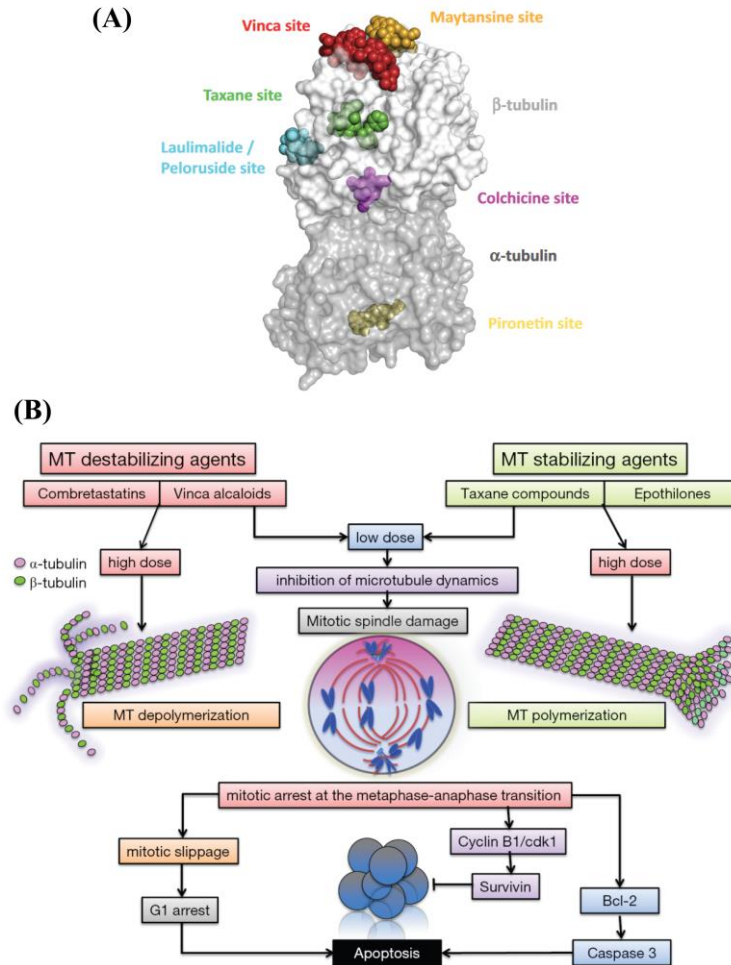 (A)
Vinca site
Maytansine site
Taxane site
β-tubulin
Laulimalide /
Peloruside site
Colchicine site
α-tubulin
Pironetin site
(B)
MT destabilizing agents
MT stabilizing agents
Combretastatins
Vinca alcaloids
Taxane compounds
Epothilones
low dose
α-tubulin
β-tubulin
high dose
high dose
inhibition of microtubule dynamics
Mitotic spindle damage
MT depolymerization
MT polymerization
mitotic arrest at the metaphase-anaphase transition
mitotic slippage
Cyclin B1/cdk1
Survivin
G1 arrest
Bcl-2
Apoptosis
Caspase 3